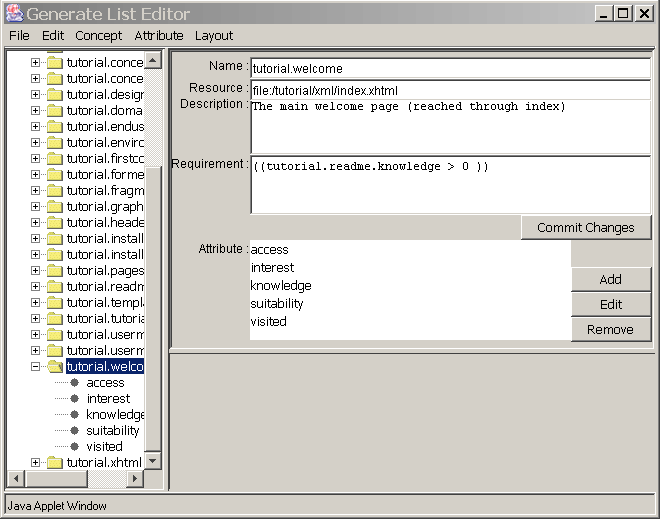 Generate List Editor
File Edit Concept Attribute Layout
tutorial.conce
tutorial.conce
tutorial.design
tutorial.doma
tutorial.endus
tutorial.enviro
tutorial.firstco
tutorial.forme
tutorial.fragm
tutorial.graph
tutorial.heade
tutorial.install
tutorial.install
tutorial.pages
tutorial.readm
tutorial.templa
tutorial.tutoria
tutorial.userm
tutorial.userm
tutorial.welco
access
interest
knowledge
suitability
visited
tutorial.xhtml
Name : tutorial.welcome
Resource : file:/tutorial/xml/index.xhtml
Description : The main welcome page (reached through index)
Requirement : ((tutorial.readme.knowledge > 0 ))
Commit Changes
Attribute : access
interest
knowledge
suitability
visited
Add
Edit
Remove
Java Applet Window